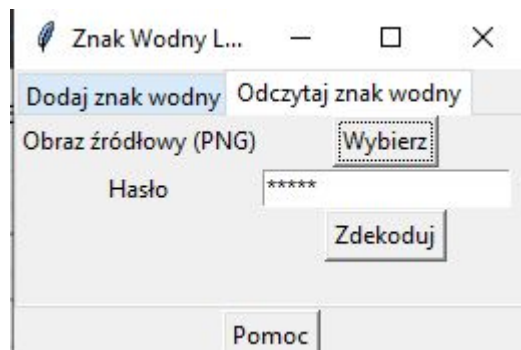 Znak Wodny L...
Dodaj znak wodny Odczytaj znak wodny
Obraz źródłowy (PNG) Wybierz
Hasło *****
Zdekoduj
Pomoc